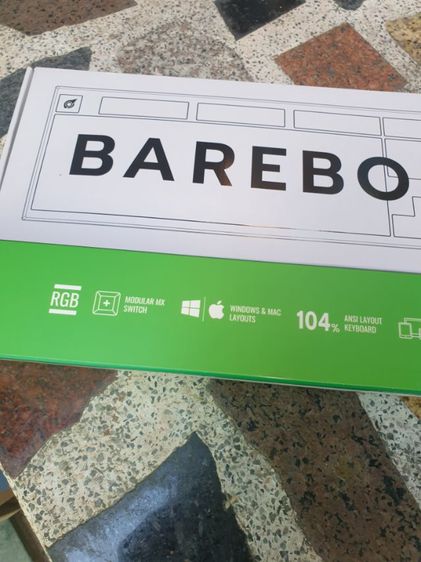 BAREBO
RGB
MODULAR MX
SWITCH
WINDOWS & MAC
LAYOUTS
104%
ANSI LAYOUT
KEYBOARD